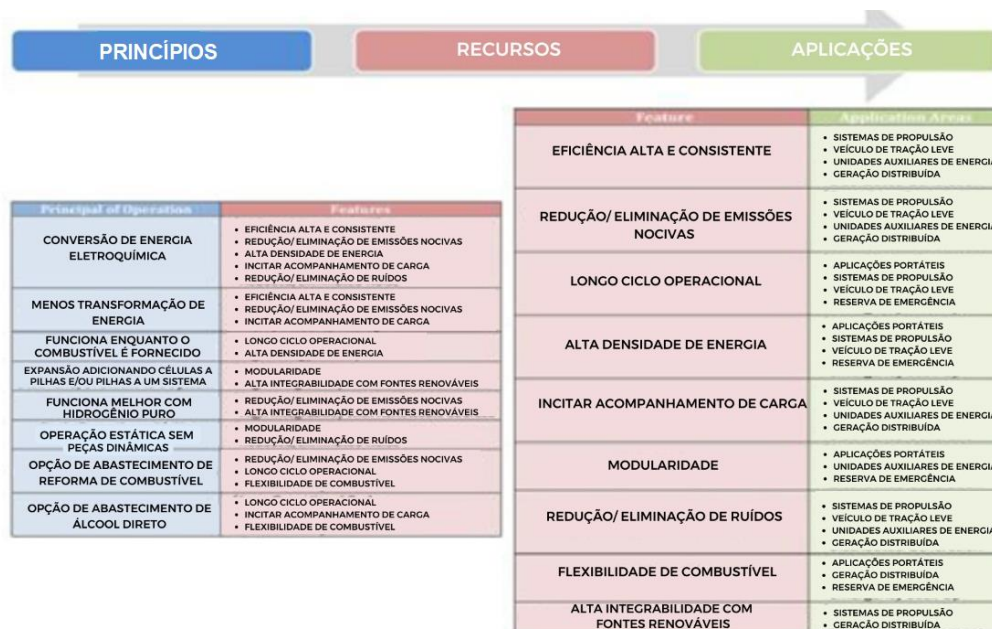 PRINCÍPIOS
RECURSOS
APLICAÇÕES
Principal of Operation
Features
CONVERSÃO DE ENERGIA
ELETROQUÍMICA
• EFICIÊNCIA ALTA E CONSISTENTE
• REDUÇÃO/ ELIMINAÇÃO DE EMISSÕES NOCIVAS
• ALTA DENSIDADE DE ENERGIA
• INCITAR ACOMPANHAMENTO DE CARGA
• REDUÇÃO/ ELIMINAÇÃO DE RUÍDOS
MENOS TRANSFORMAÇÃO DE
ENERGIA
• EFICIÊNCIA ALTA E CONSISTENTE
• REDUÇÃO/ ELIMINAÇÃO DE EMISSÕES NOCIVAS
• INCITAR ACOMPANHAMENTO DE CARGA
FUNCIONA ENQUANTO O
COMBUSTÍVEL É FORNECIDO
• LONGO CICLO OPERACIONAL
• ALTA DENSIDADE DE ENERGIA
EXPANSÃO ADICIONANDO CÉLULAS A
PILHAS E/OU PILHAS A UM SISTEMA
• MODULARIDADE
• ALTA INTEGRABILIDADE COM FONTES RENOVÁVEIS
FUNCIONA MELHOR COM
HIDROGÊNIO PURO
• REDUÇÃO/ ELIMINAÇÃO DE EMISSÕES NOCIVAS
• ALTA INTEGRABILIDADE COM FONTES RENOVÁVEIS
OPERAÇÃO ESTÁTICA SEM
PEÇAS DINÂMICAS
• MODULARIDADE
• REDUÇÃO/ ELIMINAÇÃO DE RUÍDOS
OPÇÃO DE ABASTECIMENTO DE
REFORMA DE COMBUSTÍVEL
• REDUÇÃO/ ELIMINAÇÃO DE EMISSÕES NOCIVAS
• LONGO CICLO OPERACIONAL
• FLEXIBILIDADE DE COMBUSTÍVEL
OPÇÃO DE ABASTECIMENTO DE
ÁLCOOL DIRETO
• LONGO CICLO OPERACIONAL
• INCITAR ACOMPANHAMENTO DE CARGA
• FLEXIBILIDADE DE COMBUSTÍVEL
Feature
Application Areas
EFICIÊNCIA ALTA E CONSISTENTE
• SISTEMAS DE PROPULSÃO
• VEÍCULO DE TRAÇÃO LEVE
• UNIDADES AUXILIARES DE ENERGIA
• GERAÇÃO DISTRIBUÍDA
REDUÇÃO/ ELIMINAÇÃO DE EMISSÕES
NOCIVAS
• SISTEMAS DE PROPULSÃO
• VEÍCULO DE TRAÇÃO LEVE
• UNIDADES AUXILIARES DE ENERGIA
• GERAÇÃO DISTRIBUÍDA
LONGO CICLO OPERACIONAL
• APLICAÇÕES PORTÁTEIS
• SISTEMAS DE PROPULSÃO
• VEÍCULO DE TRAÇÃO LEVE
• RESERVA DE EMERGÊNCIA
ALTA DENSIDADE DE ENERGIA
• APLICAÇÕES PORTÁTEIS
• SISTEMAS DE PROPULSÃO
• VEÍCULO DE TRAÇÃO LEVE
• RESERVA DE EMERGÊNCIA
INCITAR ACOMPANHAMENTO DE CARGA
• SISTEMAS DE PROPULSÃO
• VEÍCULO DE TRAÇÃO LEVE
• UNIDADES AUXILIARES DE ENERGIA
• GERAÇÃO DISTRIBUÍDA
MODULARIDADE
• APLICAÇÕES PORTÁTEIS
• UNIDADES AUXILIARES DE ENERGIA
• RESERVA DE EMERGÊNCIA
REDUÇÃO/ ELIMINAÇÃO DE RUÍDOS
• SISTEMAS DE PROPULSÃO
• VEÍCULO DE TRAÇÃO LEVE
• UNIDADES AUXILIARES DE ENERGIA
• GERAÇÃO DISTRIBUÍDA
FLEXIBILIDADE DE COMBUSTÍVEL
• APLICAÇÕES PORTÁTEIS
• GERAÇÃO DISTRIBUÍDA
• RESERVA DE EMERGÊNCIA
ALTA INTEGRABILIDADE COM
FONTES RENOVÁVEIS
• SISTEMAS DE PROPULSÃO
• GERAÇÃO DISTRIBUÍDA